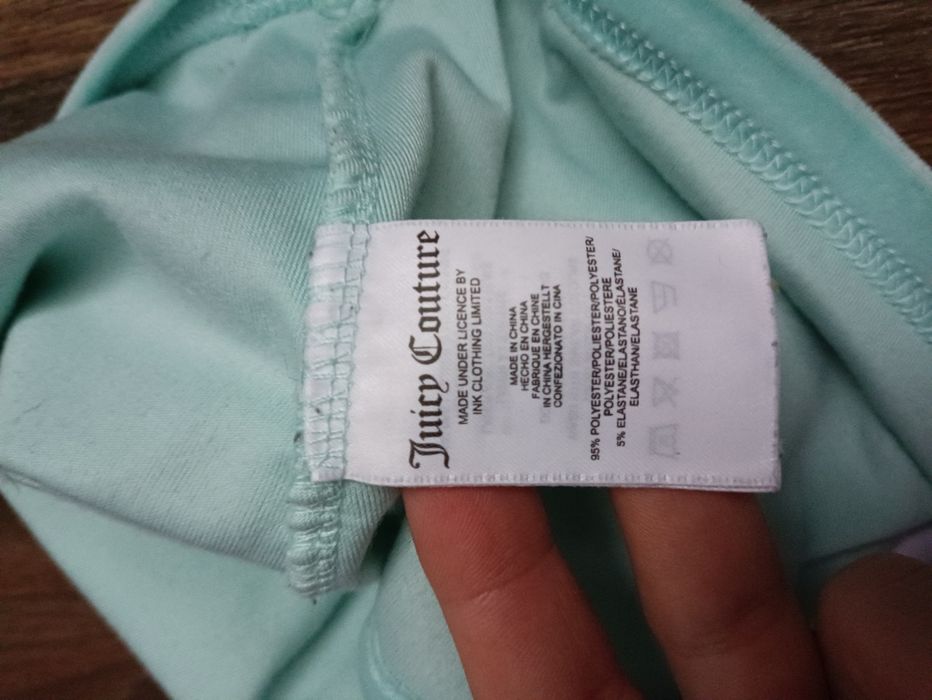 Juicy Couture
MADE UNDER LICENCE BY
INK CLOTHING LIMITED
MADE IN CHINA
HECHO EN CHINA
FABRIQUE EN CHINE
IN CHINA HERGESTELLT
CONFEZIONATO IN CINA
95% POLYESTER/POLIESTER/POLYESTER/
POLYESTER/POLIESTERE
5% ELASTANE/ELASTANO/ÉLASTANE/
ELASTHAN/ELASTANE